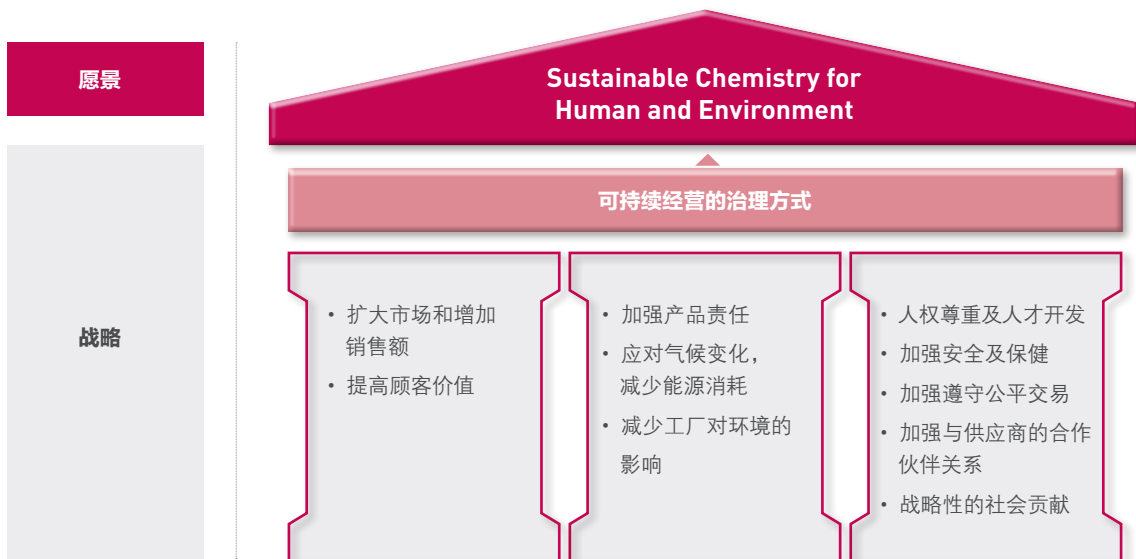 愿景
Sustainable Chemistry for
Human and Environment
可持续经营的治理方式
战略
• 扩大市场和增加
销售额
• 提高顾客价值
• 加强产品责任
• 应对气候变化，
减少能源消耗
• 减少工厂对环境的
影响
• 人权尊重及人才开发
• 加强安全及保健
• 加强遵守公平交易
• 加强与供应商的合作
伙伴关系
• 战略性的社会贡献